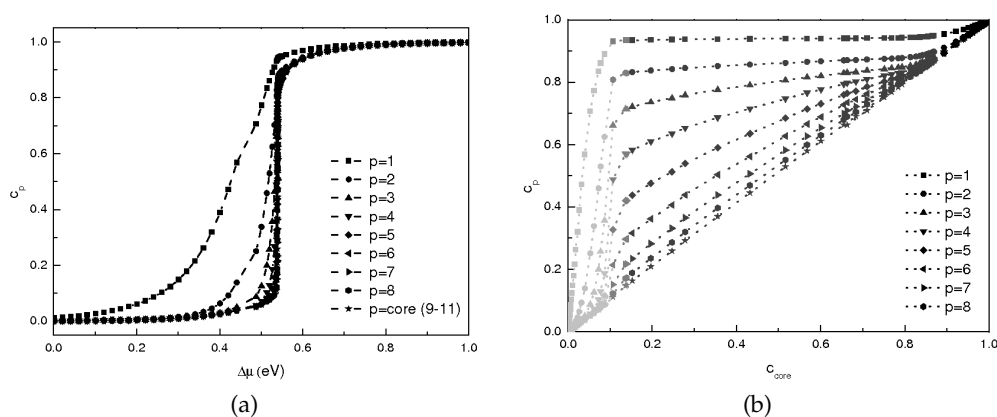 1.0
0.8
0.6
0.4
0.2
0.0
c_p
0.0 0.2 0.4 0.6 0.8 1.0
Δμ (eV)
p=1
p=2
p=3
p=4
p=5
p=6
p=7
p=8
p=core (9-11)
(a)
1.0
0.8
0.6
0.4
0.2
0.0
c_p
0.0 0.2 0.4 0.6 0.8 1.0
c_core
p=1
p=2
p=3
p=4
p=5
p=6
p=7
p=8
(b)